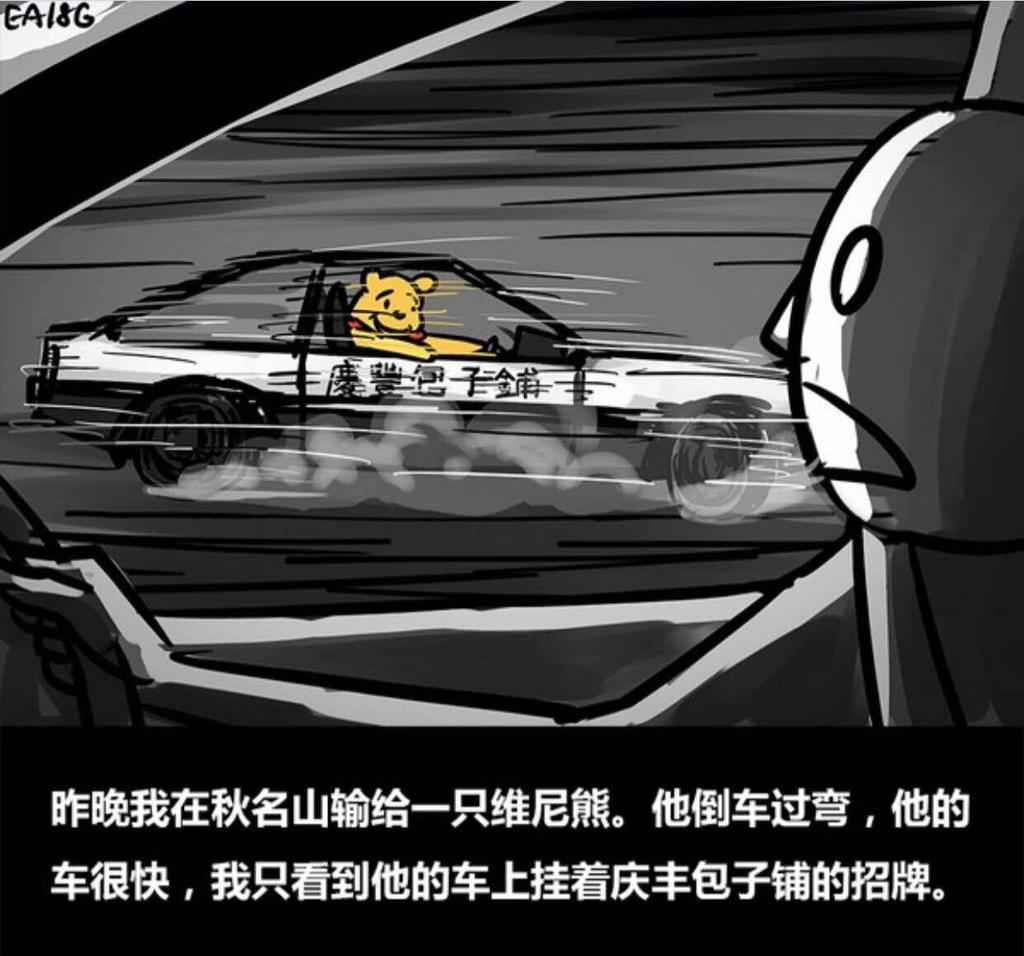 EA18G
慶豐包子鋪
昨晚我在秋名山输给一只维尼熊。他倒车过弯，他的
车很快，我只看到他的车上挂着庆丰包子铺的招牌。